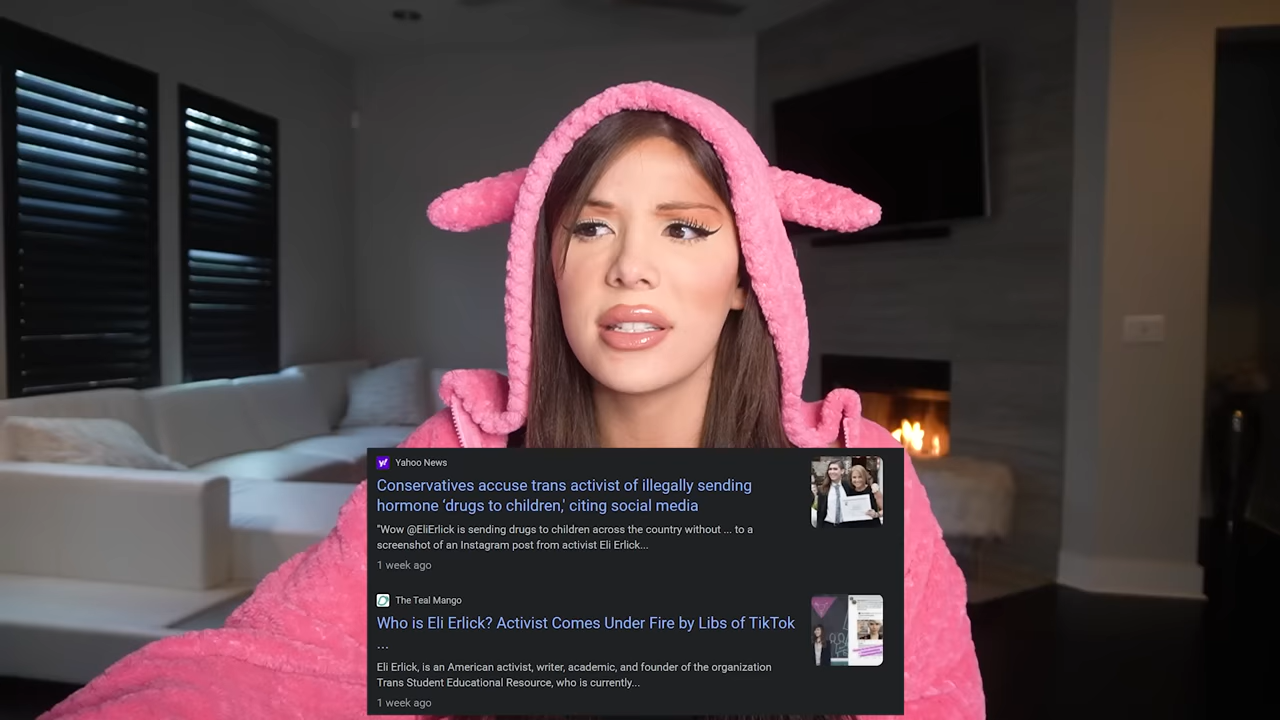 Yahoo News
Conservatives accuse trans activist of illegally sending
hormone ‘drugs to children,' citing social media
"Wow @EliErlick is sending drugs to children across the country without ... to a
screenshot of an Instagram post from activist Eli Erlick...
1 week ago
The Teal Mango
Who is Eli Erlick? Activist Comes Under Fire by Libs of TikTok
...
Eli Erlick, is an American activist, writer, academic, and founder of the organization
Trans Student Educational Resource, who is currently...
1 week ago